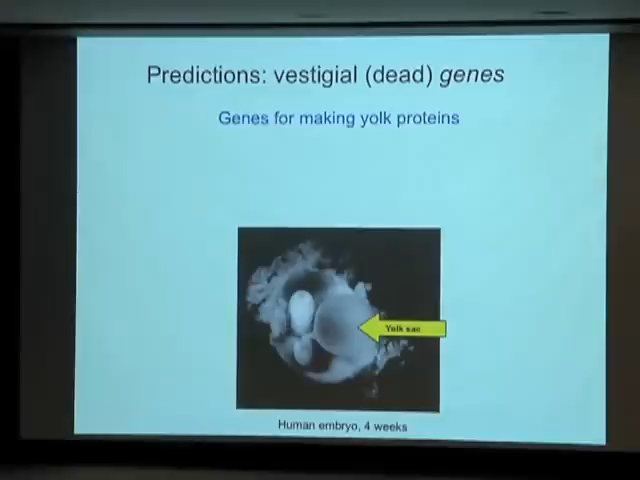 Predictions: vestigial (dead) genes
Genes for making yolk proteins
Yolk sac
Human embryo, 4 weeks